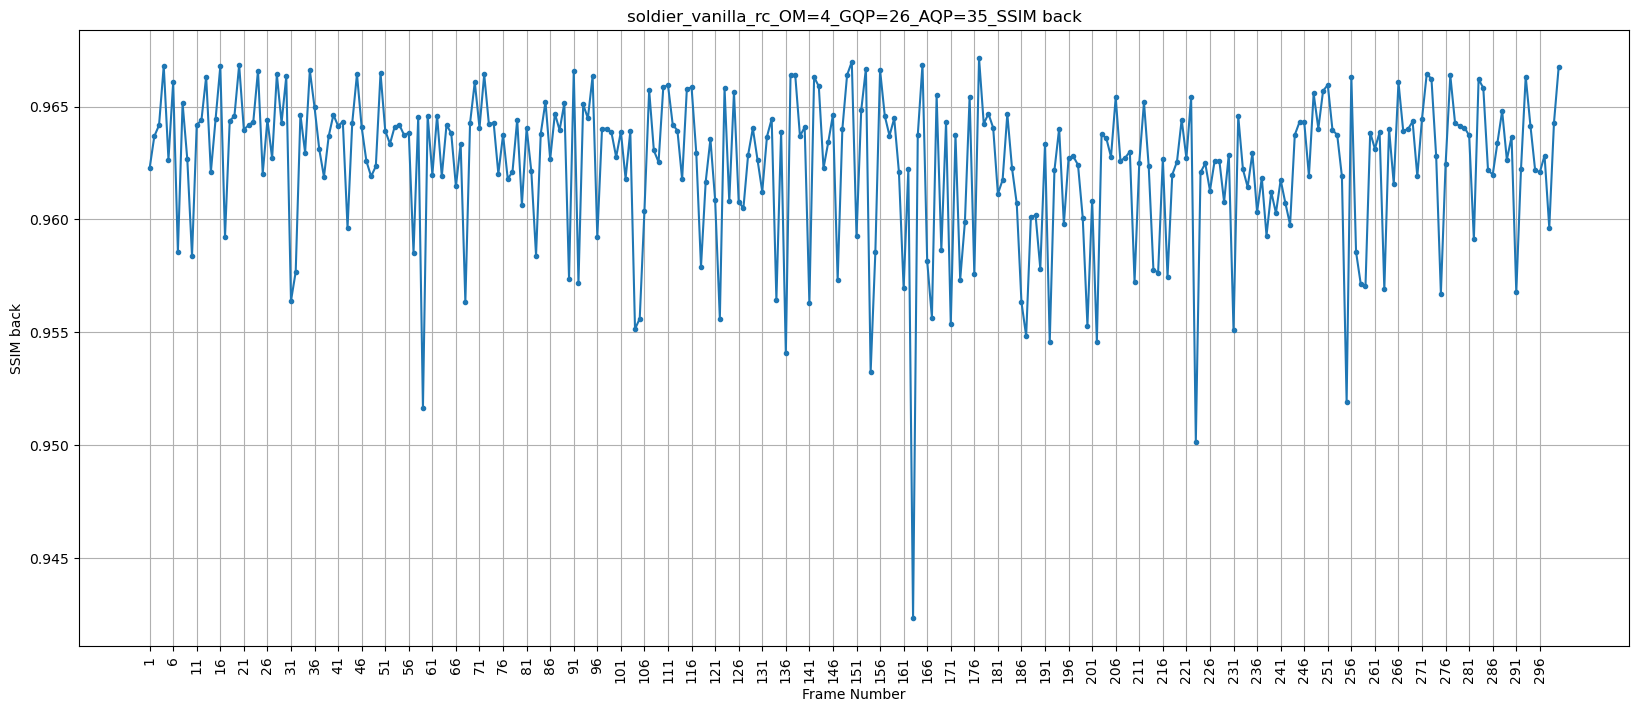 soldier_vanilla_rc_OM=4_GQP=26_AQP=35_SSIM back
SSIM back
0.965
0.960
0.955
0.950
0.945
1 6 11 16 21 26 31 36 41 46 51 56 61 66 71 76 81 86 91 96 101 106 111 116 121 126 131 136 141 146 151 156 161 166 171 176 181 186 191 196 201 206 211 216 221 226 231 236 241 246 251 256 261 266 271 276 281 286 291 296
Frame Number